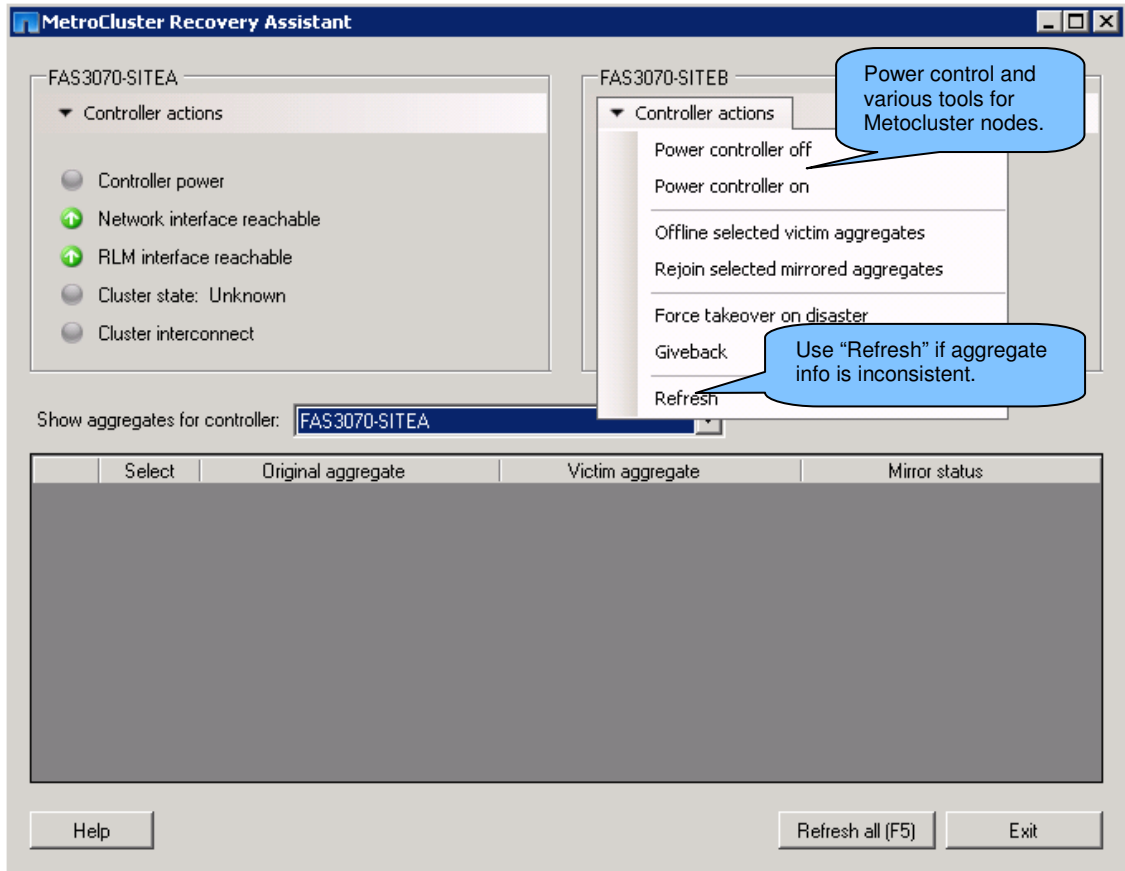 MetroCluster Recovery Assistant
FAS3070-SITEA
Controller actions
Controller power
Network interface reachable
RLM interface reachable
Cluster state: Unknown
Cluster interconnect
FAS3070-SITEB
Controller actions
Power controller off
Power controller on
Offline selected victim aggregates
Rejoin selected mirrored aggregates
Force takeover on disaster
Giveback
Refresh
Power control and
various tools for
Metocluster nodes.
Use “Refresh” if aggregate
info is inconsistent.
Show aggregates for controller: FAS3070-SITEA
Select Original aggregate Victim aggregate Mirror status
Help Refresh all (F5) Exit